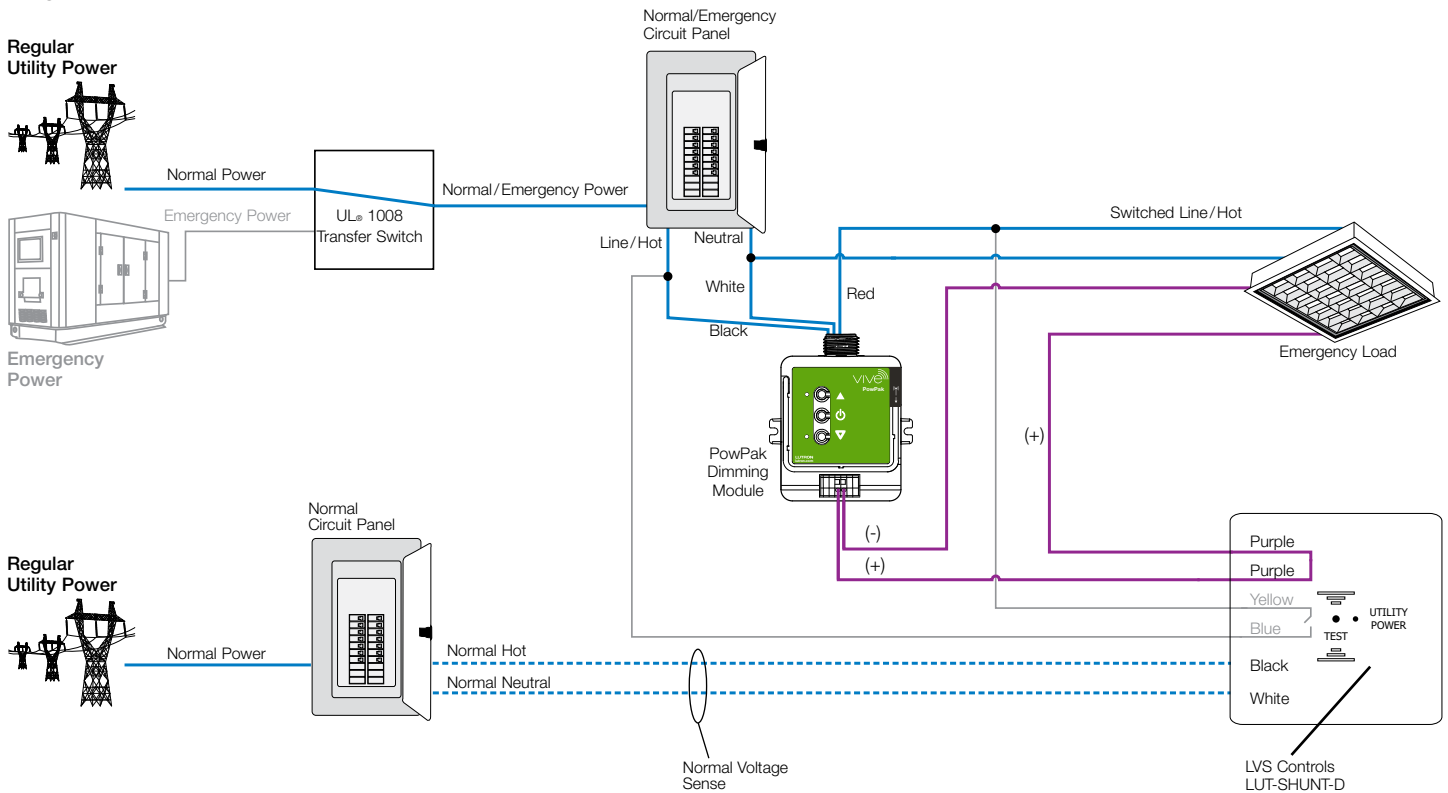 Normal/Emergency
Circuit Panel
Regular
Utility Power
Normal Power
Emergency Power
UL® 1008
Transfer Switch
Normal/Emergency Power
Line/Hot
Neutral
White
Black
Red
Switched Line/Hot
Emergency
Power
Emergency Load
vive
PowPak
LUTRON
PowPak
Dimming
Module
(+)
(-)
(+)
Normal
Circuit Panel
Regular
Utility Power
Normal Power
Normal Hot
Normal Neutral
Normal Voltage
Sense
Purple
Purple
Yellow
Blue
Black
White
TEST
UTILITY
POWER
LVS Controls
LUT-SHUNT-D